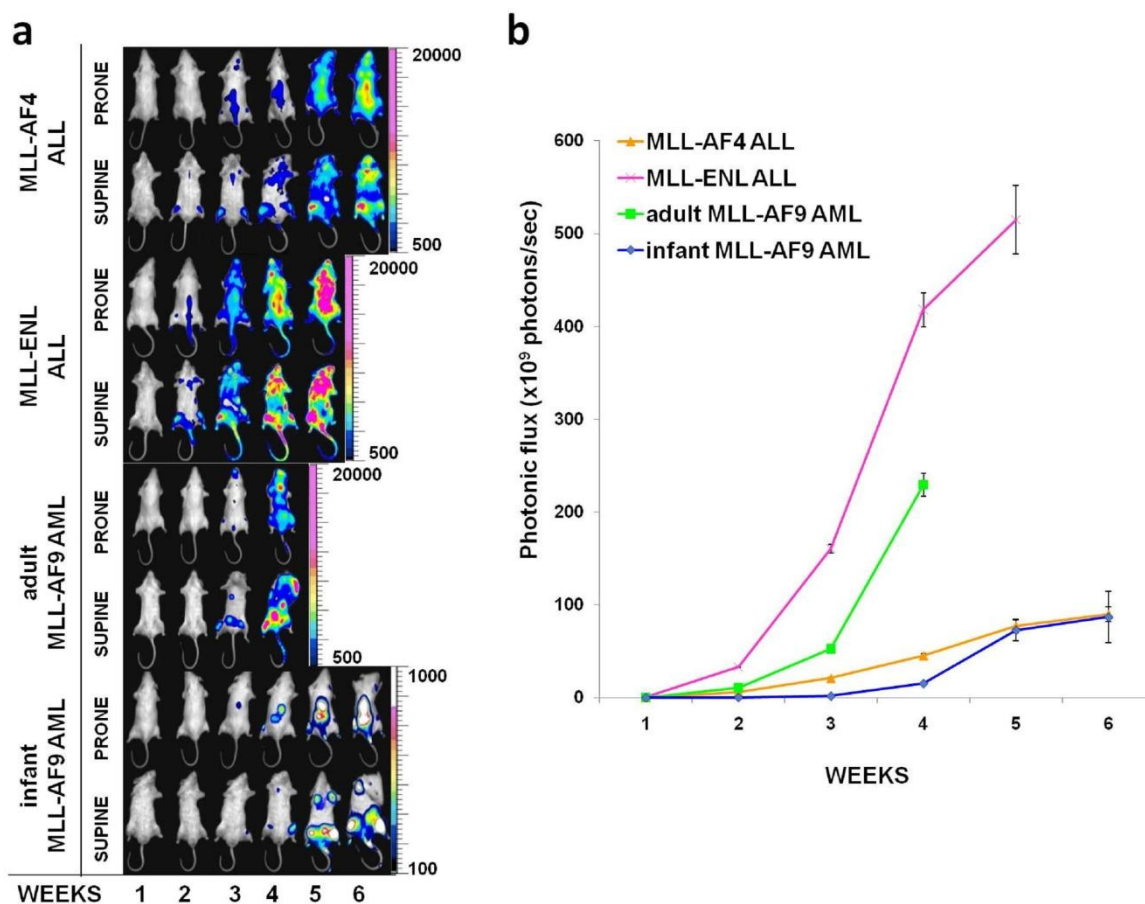 a
MLL-AF4
ALL
PRONE
SUPINE
20000
500
MLL-ENL
ALL
PRONE
SUPINE
20000
500
adult
MLL-AF9 AML
PRONE
SUPINE
20000
500
infant
MLL-AF9 AML
PRONE
SUPINE
1000
100
WEEKS 1 2 3 4 5 6
b
Photonic flux (x10⁹ photons/sec)
600
500
400
300
200
100
0
MLL-AF4 ALL
MLL-ENL ALL
adult MLL-AF9 AML
infant MLL-AF9 AML
1 2 3 4 5 6
WEEKS